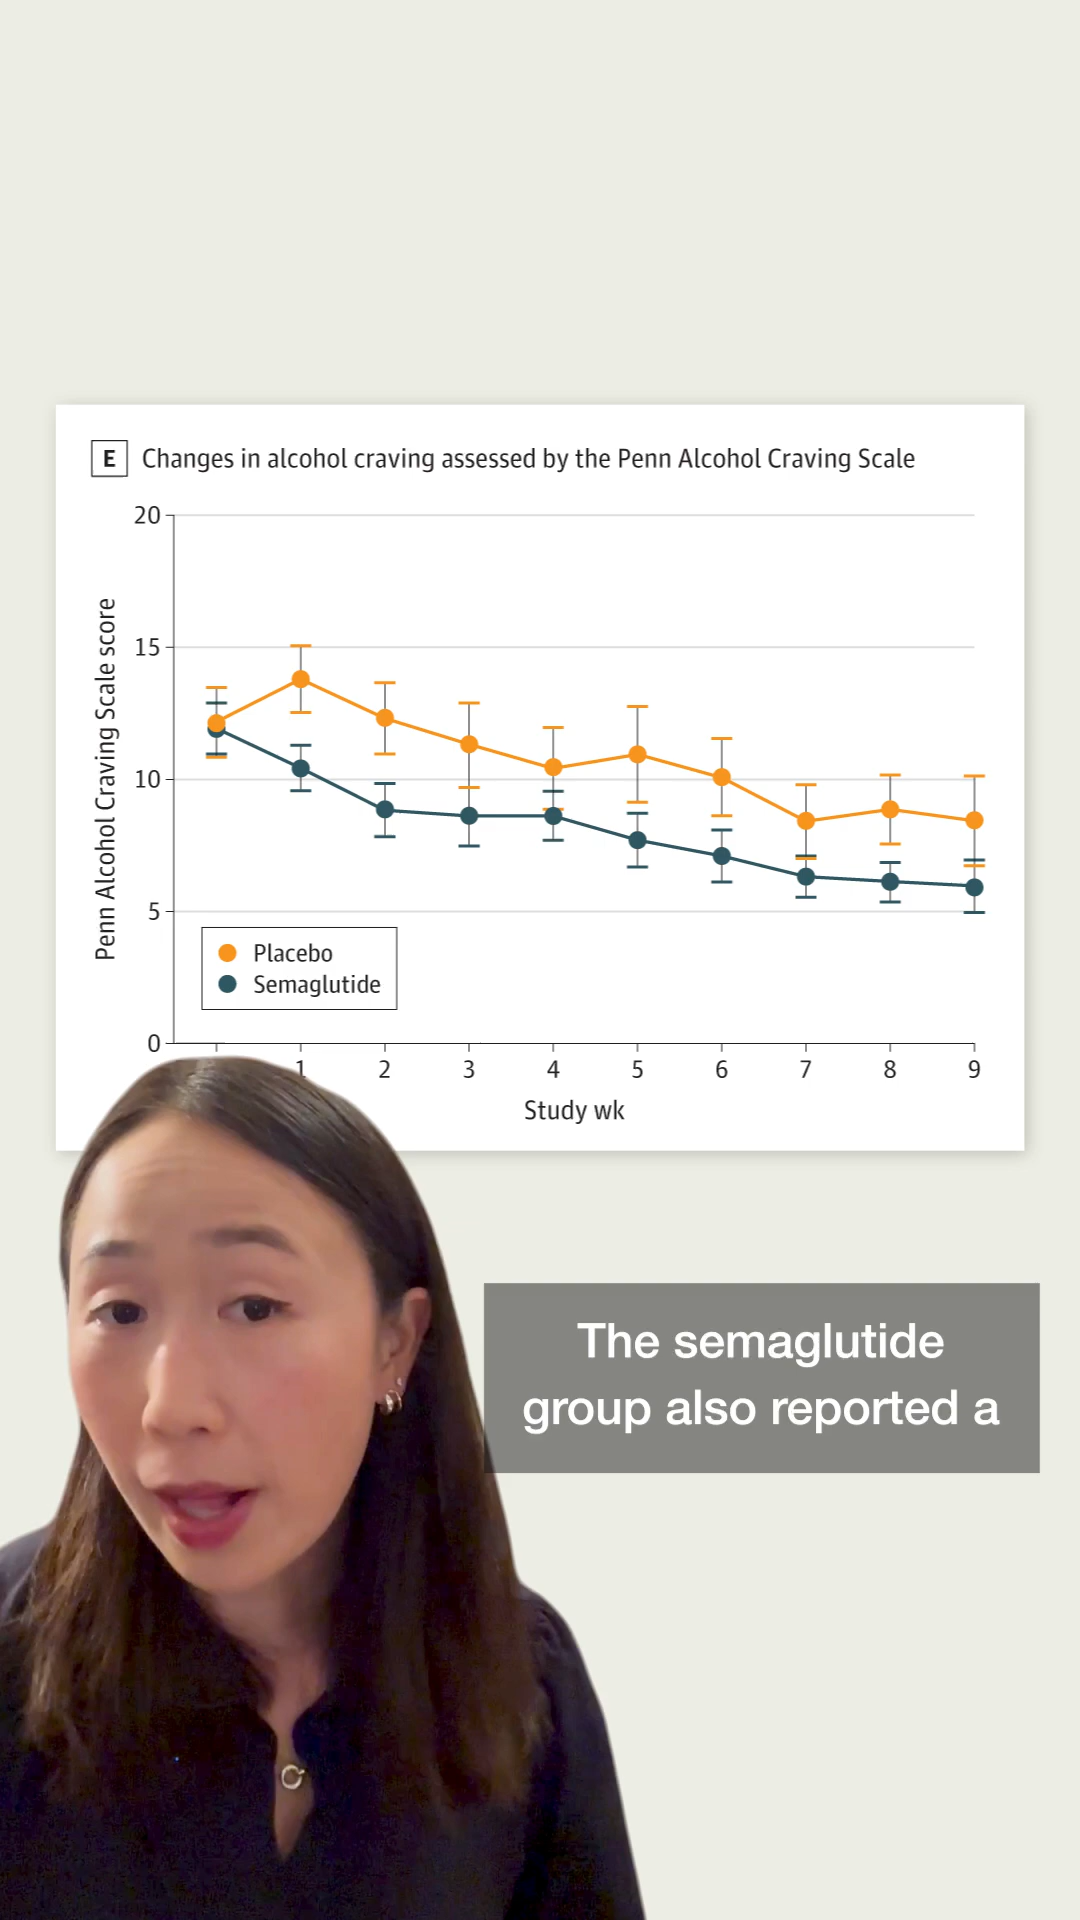 E Changes in alcohol craving assessed by the Penn Alcohol Craving Scale
20
15
10
5
0
Penn Alcohol Craving Scale score
Placebo
Semaglutide
1 2 3 4 5 6 7 8 9
Study wk
The semaglutide
group also reported a